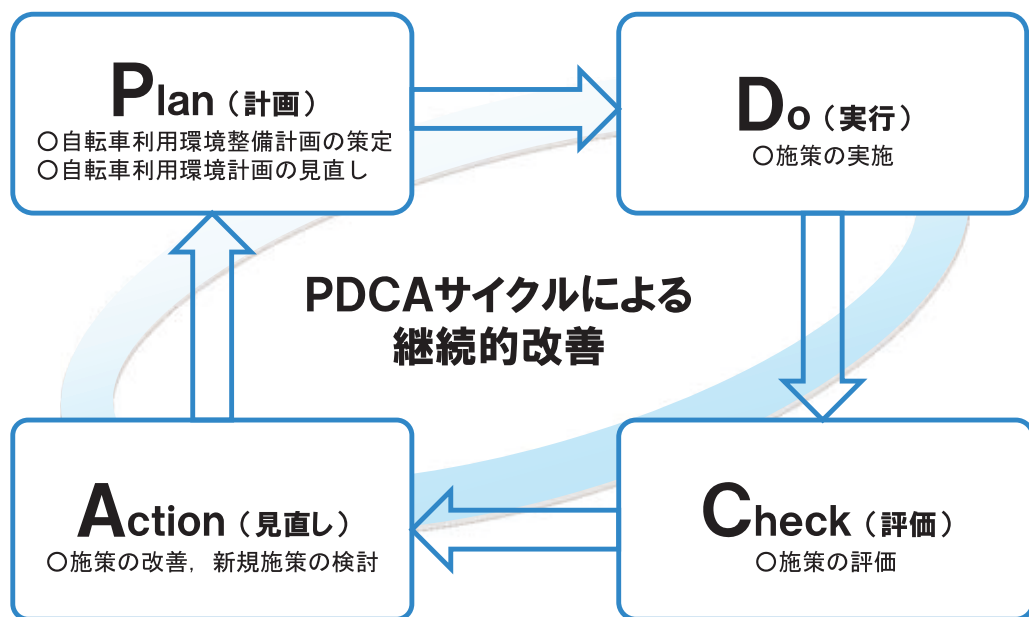 Plan（計画）
○自転車利用環境整備計画の策定
○自転車利用環境計画の見直し
Do（実行）
○施策の実施
PDCAサイクルによる
継続的改善
Action（見直し）
○施策の改善，新規施策の検討
Check（評価）
○施策の評価